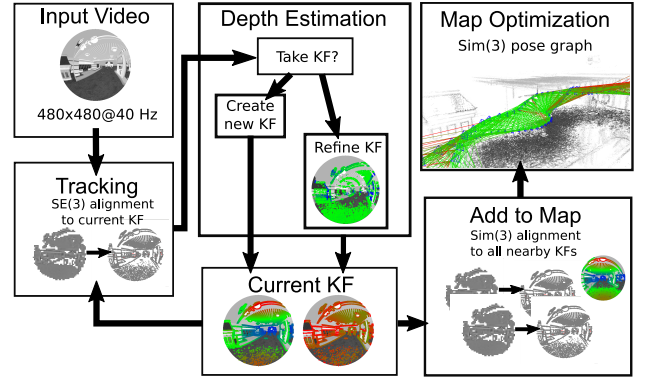 Input Video
480x480@40 Hz
Tracking
SE(3) alignment
to current KF
Depth Estimation
Take KF?
Create
new KF
Refine KF
Current KF
Map Optimization
Sim(3) pose graph
Add to Map
Sim(3) alignment
to all nearby KFs